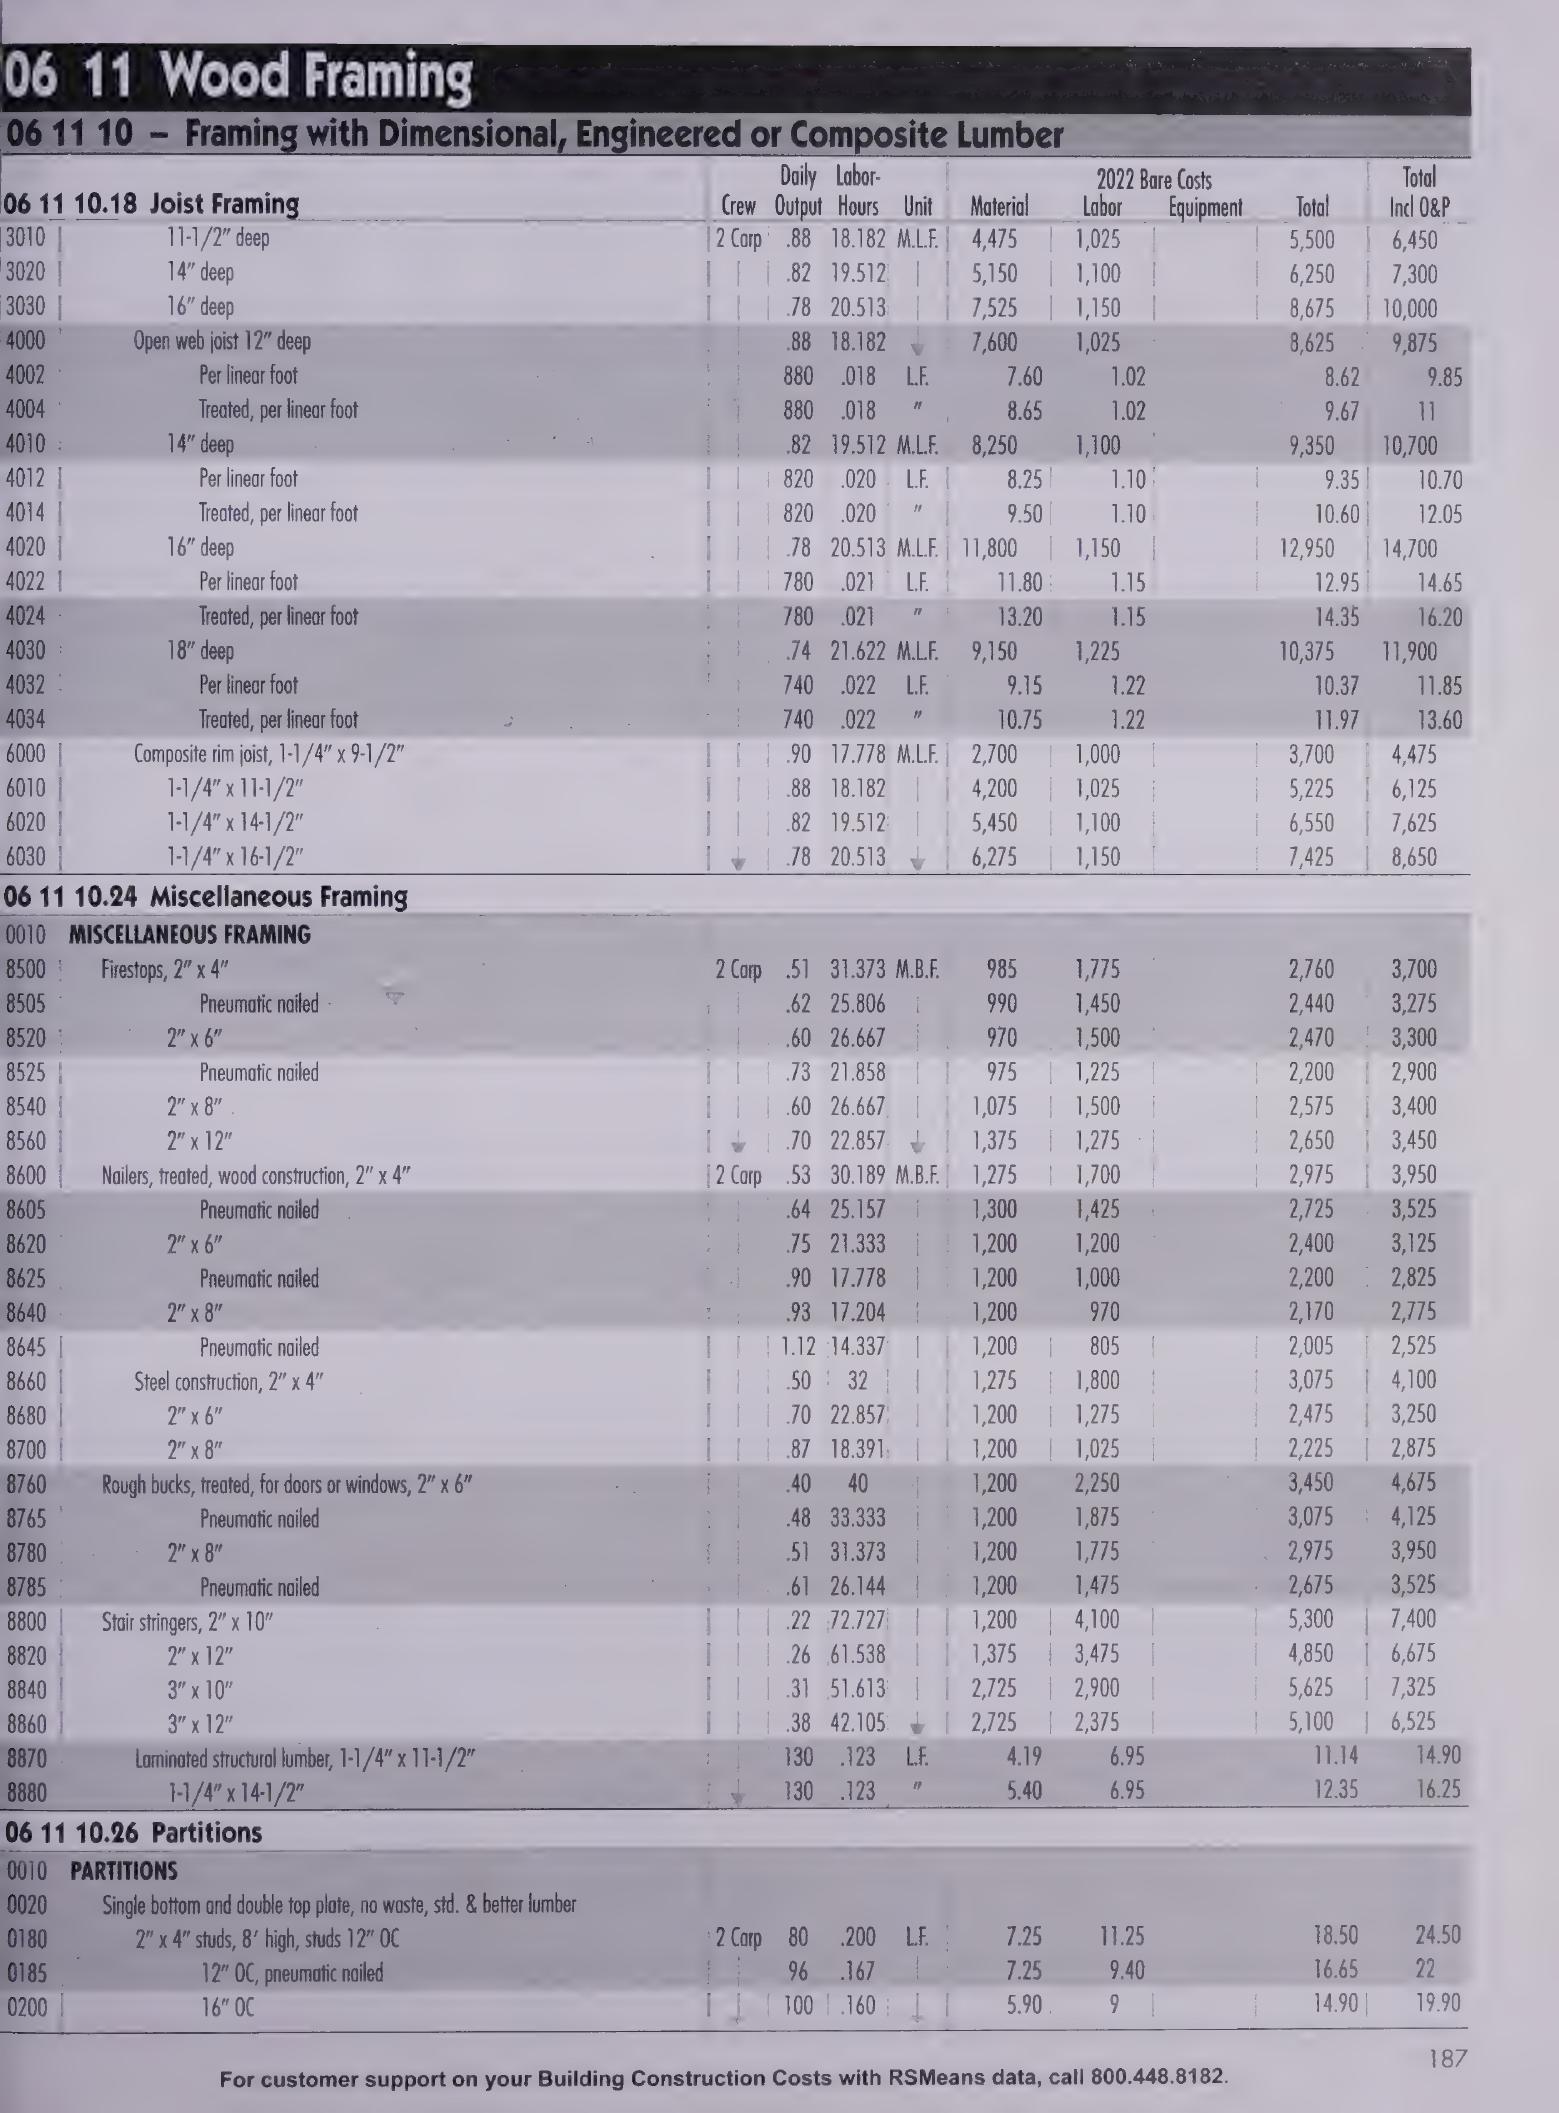 06 11 Wood Framing
06 11 10 – Framing with Dimensional, Engineered or Composite Lumber
06 11 10.18 Joist Framing Crew Daily Output Labor-Hours Unit Material 2022 Bare Costs Labor Equipment Total Total Incl O&P
3010 11-1/2" deep 2 Carp .88 18.182 M.L.F. 4,475 1,025 5,500 6,450
3020 14" deep .82 19.512 5,150 1,100 6,250 7,300
3030 16" deep .78 20.513 7,525 1,150 8,675 10,000
4000 Open web joist 12" deep .88 18.182 7,600 1,025 8,625 9,875
4002 Per linear foot 880 .018 L.F. 7.60 1.02 8.62 9.85
4004 Treated, per linear foot 880 .018 " 8.65 1.02 9.67 11
4010 14" deep .82 19.512 M.L.F. 8,250 1,100 9,350 10,700
4012 Per linear foot 820 .020 L.F. 8.25 1.10 9.35 10.70
4014 Treated, per linear foot 820 .020 " 9.50 1.10 10.60 12.05
4020 16" deep .78 20.513 M.L.F. 11,800 1,150 12,950 14,700
4022 Per linear foot 780 .021 L.F. 11.80 1.15 12.95 14.65
4024 Treated, per linear foot 780 .021 " 13.20 1.15 14.35 16.20
4030 18" deep .74 21.622 M.L.F. 9,150 1,225 10,375 11,900
4032 Per linear foot 740 .022 L.F. 9.15 1.22 10.37 11.85
4034 Treated, per linear foot 740 .022 " 10.75 1.22 11.97 13.60
6000 Composite rim joist, 1-1/4" x 9-1/2" .90 17.778 M.L.F. 2,700 1,000 3,700 4,475
6010 1-1/4" x 11-1/2" .88 18.182 4,200 1,025 5,225 6,125
6020 1-1/4" x 14-1/2" .82 19.512 5,450 1,100 6,550 7,625
6030 1-1/4" x 16-1/2" .78 20.513 6,275 1,150 7,425 8,650
06 11 10.24 Miscellaneous Framing
0010 MISCELLANEOUS FRAMING
8500 Firestops, 2" x 4" 2 Carp .51 31.373 M.B.F. 985 1,775 2,760 3,700
8505 Pneumatic nailed .62 25.806 990 1,450 2,440 3,275
8520 2" x 6" .60 26.667 970 1,500 2,470 3,300
8525 Pneumatic nailed .73 21.858 975 1,225 2,200 2,900
8540 2" x 8" .60 26.667 1,075 1,500 2,575 3,400
8560 2" x 12" .70 22.857 1,375 1,275 2,650 3,450
8600 Nailers, treated, wood construction, 2" x 4" 2 Carp .53 30.189 M.B.F. 1,275 1,700 2,975 3,950
8605 Pneumatic nailed .64 25.157 1,300 1,425 2,725 3,525
8620 2" x 6" .75 21.333 1,200 1,200 2,400 3,125
8625 Pneumatic nailed .90 17.778 1,200 1,000 2,200 2,825
8640 2" x 8" .93 17.204 1,200 970 2,170 2,775
8645 Pneumatic nailed 1.12 14.337 1,200 805 2,005 2,525
8660 Steel construction, 2" x 4" .50 32 1,275 1,800 3,075 4,100
8680 2" x 6" .70 22.857 1,200 1,275 2,475 3,250
8700 2" x 8" .87 18.391 1,200 1,025 2,225 2,875
8760 Rough bucks, treated, for doors or windows, 2" x 6" .40 40 1,200 2,250 3,450 4,675
8765 Pneumatic nailed .48 33.333 1,200 1,875 3,075 4,125
8780 2" x 8" .51 31.373 1,200 1,775 2,975 3,950
8785 Pneumatic nailed .61 26.144 1,200 1,475 2,675 3,525
8800 Stair stringers, 2" x 10" .22 72.727 1,200 4,100 5,300 7,400
8820 2" x 12" .26 61.538 1,375 3,475 4,850 6,675
8840 3" x 10" .31 51.613 2,725 2,900 5,625 7,325
8860 3" x 12" .38 42.105 2,725 2,375 5,100 6,525
8870 Laminated structural lumber, 1-1/4" x 11-1/2" 130 .123 L.F. 4.19 6.95 11.14 14.90
8880 1-1/4" x 14-1/2" 130 .123 " 5.40 6.95 12.35 16.25
06 11 10.26 Partitions
0010 PARTITIONS
0020 Single bottom and double top plate, no waste, std. & better lumber
0180 2" x 4" studs, 8' high, studs 12" OC 2 Carp 80 .200 L.F. 7.25 11.25 18.50 24.50
0185 12" OC, pneumatic nailed 96 .167 7.25 9.40 16.65 22
0200 16" OC 100 .160 5.90 9 14.90 19.90
187
For customer support on your Building Construction Costs with RSMeans data, call 800.448.8182.